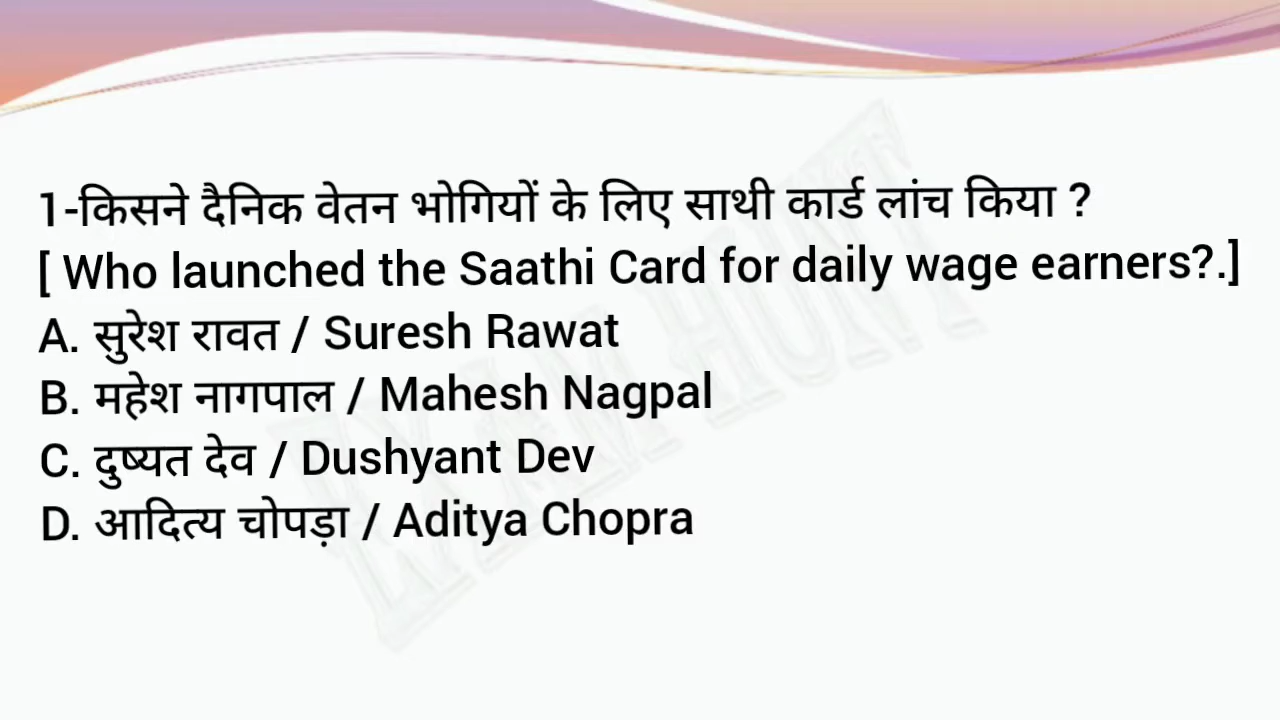 1-किसने दैनिक वेतन भोगियों के लिए साथी कार्ड लांच किया ?
[ Who launched the Saathi Card for daily wage earners?.]
A. सुरेश रावत / Suresh Rawat
B. महेश नागपाल / Mahesh Nagpal
C. दुष्यत देव / Dushyant Dev
D. आदित्य चोपड़ा / Aditya Chopra